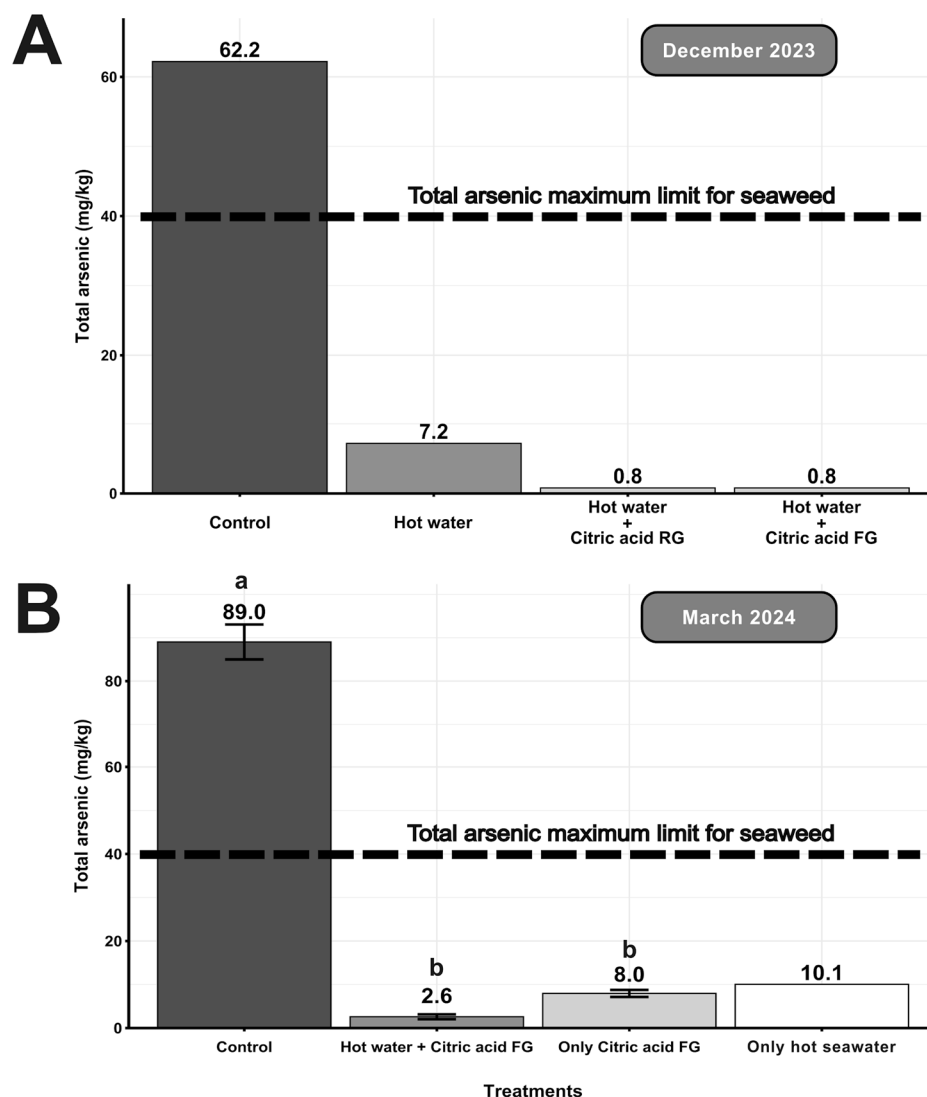 A
December 2023
62.2
60
Total arsenic maximum limit for seaweed
40
Total arsenic (mg/kg)
20
7.2
0.8
0.8
0
Control
Hot water
Hot water
+
Citric acid RG
Hot water
+
Citric acid FG
B
March 2024
a
89.0
80
60
Total arsenic maximum limit for seaweed
40
Total arsenic (mg/kg)
20
b
2.6
b
8.0
10.1
0
Control
Hot water + Citric acid FG
Only Citric acid FG
Only hot seawater
Treatments